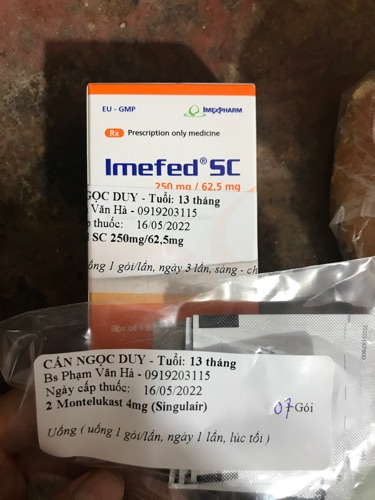 EU - GMP
IMEXPHARM
Rx Prescription only medicine
Imefed® SC
250 mg / 62,5 mg
GỌC DUY - Tuổi: 13 tháng
Văn Hà - 0919203115
p thuốc: 16/05/2022
SC 250mg/62,5mg
ống 1 gói/lần, ngày 3 lần, sáng - ch
CẤN NGỌC DUY - Tuổi: 13 tháng
Bs Phạm Văn Hà - 0919203115
Ngày cấp thuốc: 16/05/2022
2 Montelukast 4mg (Singulair)
07 Gói
Uống ( uống 1 gói/lần, ngày 1 lần, lúc tối )